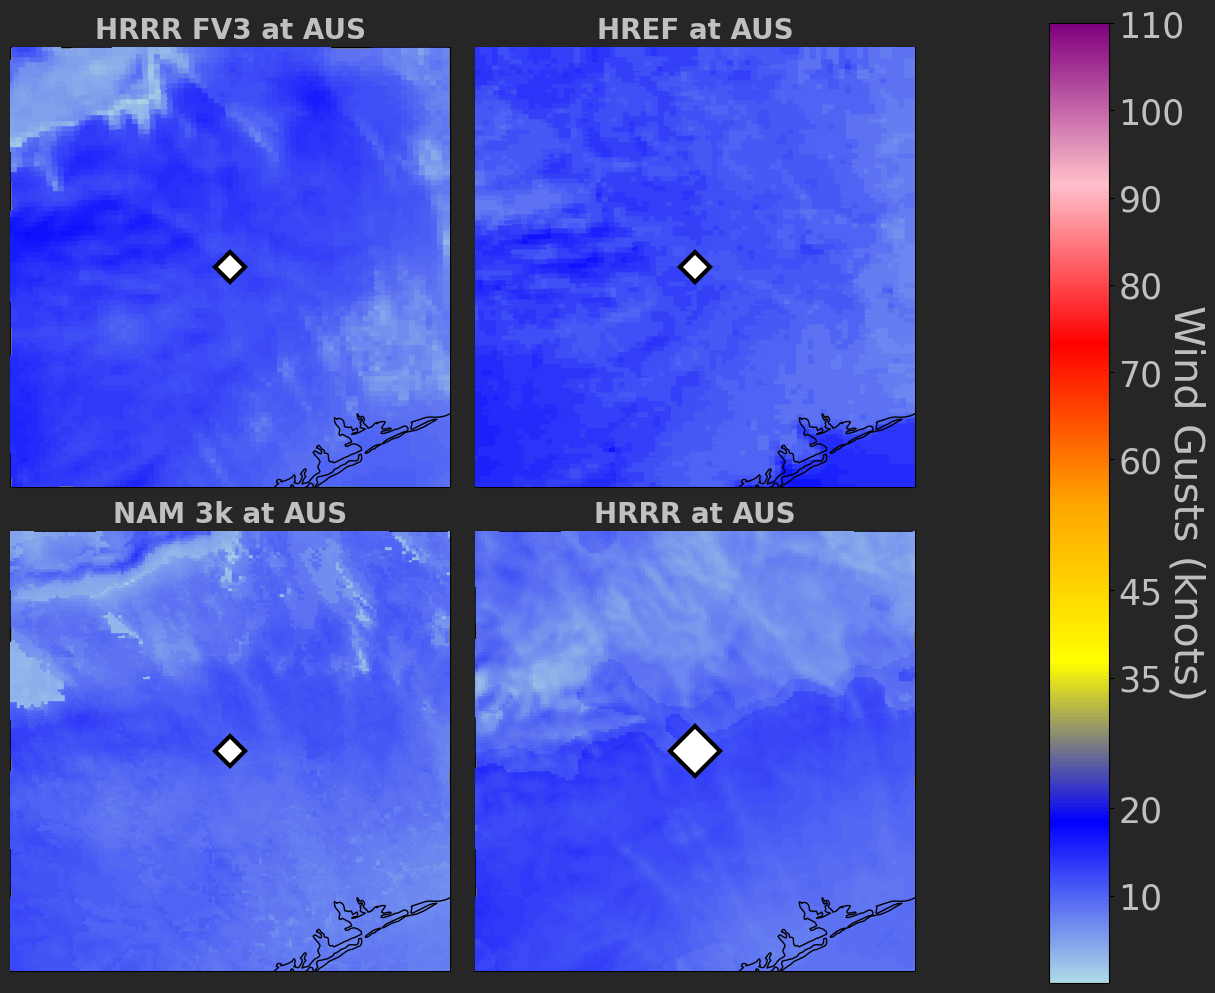 HRRR FV3 at AUS
HREF at AUS
NAM 3k at AUS
HRRR at AUS
110
100
90
80
70
60
45
35
20
10
Wind Gusts (knots)